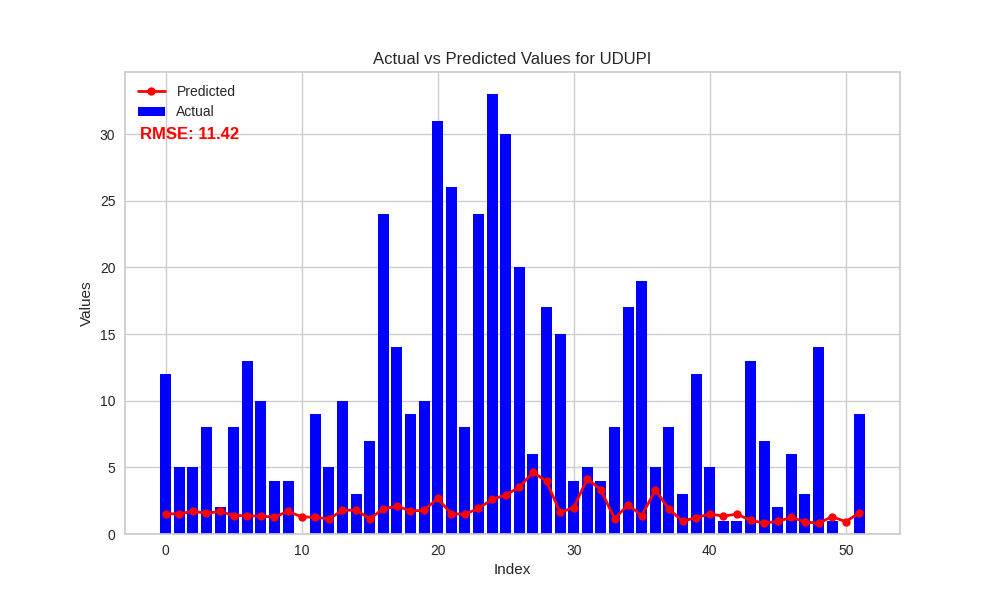 Actual vs Predicted Values for UDUPI
Predicted
Actual
RMSE: 11.42
Values
30
25
20
15
10
5
0
0 10 20 30 40 50
Index